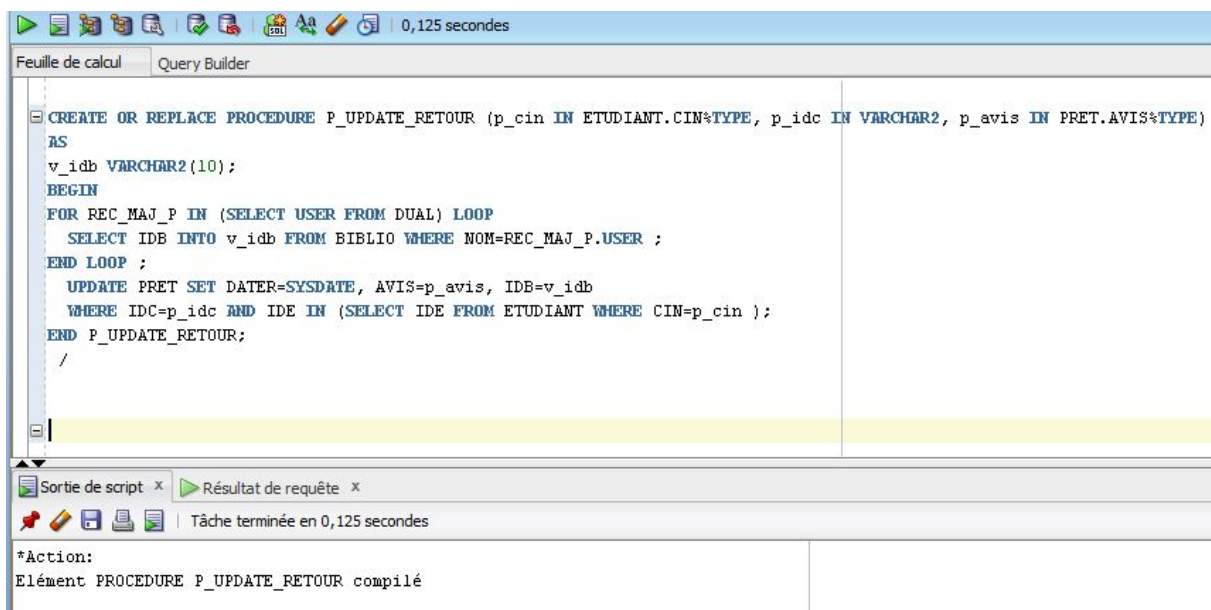 0,125 secondes
Feuille de calcul Query Builder
CREATE OR REPLACE PROCEDURE P_UPDATE_RETOUR (p_cin IN ETUDIANT.CIN%TYPE, p_idc IN VARCHAR2, p_avis IN PRET.AVIS%TYPE)
AS
v_idb VARCHAR2(10);
BEGIN
FOR REC_MAJ_P IN (SELECT USER FROM DUAL) LOOP
SELECT IDB INTO v_idb FROM BIBLIO WHERE NOM=REC_MAJ_P.USER ;
END LOOP ;
UPDATE PRET SET DATER=SYSDATE, AVIS=p_avis, IDB=v_idb
WHERE IDC=p_idc AND IDE IN (SELECT IDE FROM ETUDIANT WHERE CIN=p_cin );
END P_UPDATE_RETOUR;
/
Sortie de script x Résultat de requête x
Tâche terminée en 0,125 secondes
*Action:
Elément PROCEDURE P_UPDATE_RETOUR compilé